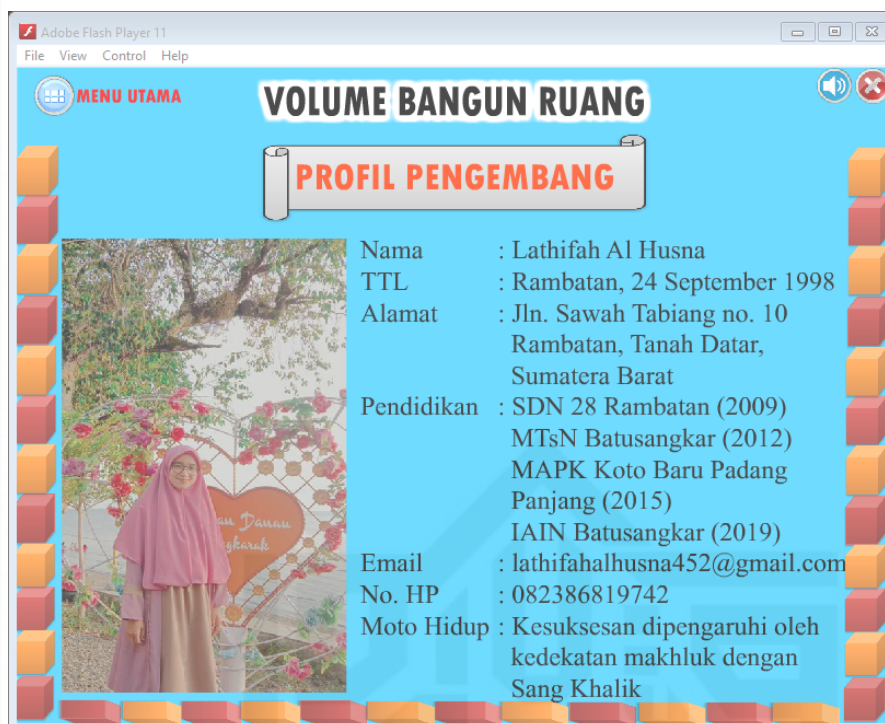 Adobe Flash Player 11
File View Control Help
MENU UTAMA
VOLUME BANGUN RUANG
PROFIL PENGEMBANG
Nama : Lathifah Al Husna
TTL : Rambatan, 24 September 1998
Alamat : Jln. Sawah Tabiang no. 10
Rambatan, Tanah Datar,
Sumatera Barat
Pendidikan : SDN 28 Rambatan (2009)
MTsN Batusangkar (2012)
MAPK Koto Baru Padang
Panjang (2015)
IAIN Batusangkar (2019)
Email : lathifahalhusna452@gmail.com
No. HP : 082386819742
Moto Hidup : Kesuksesan dipengaruhi oleh
kedekatan makhluk dengan
Sang Khalik
Danau